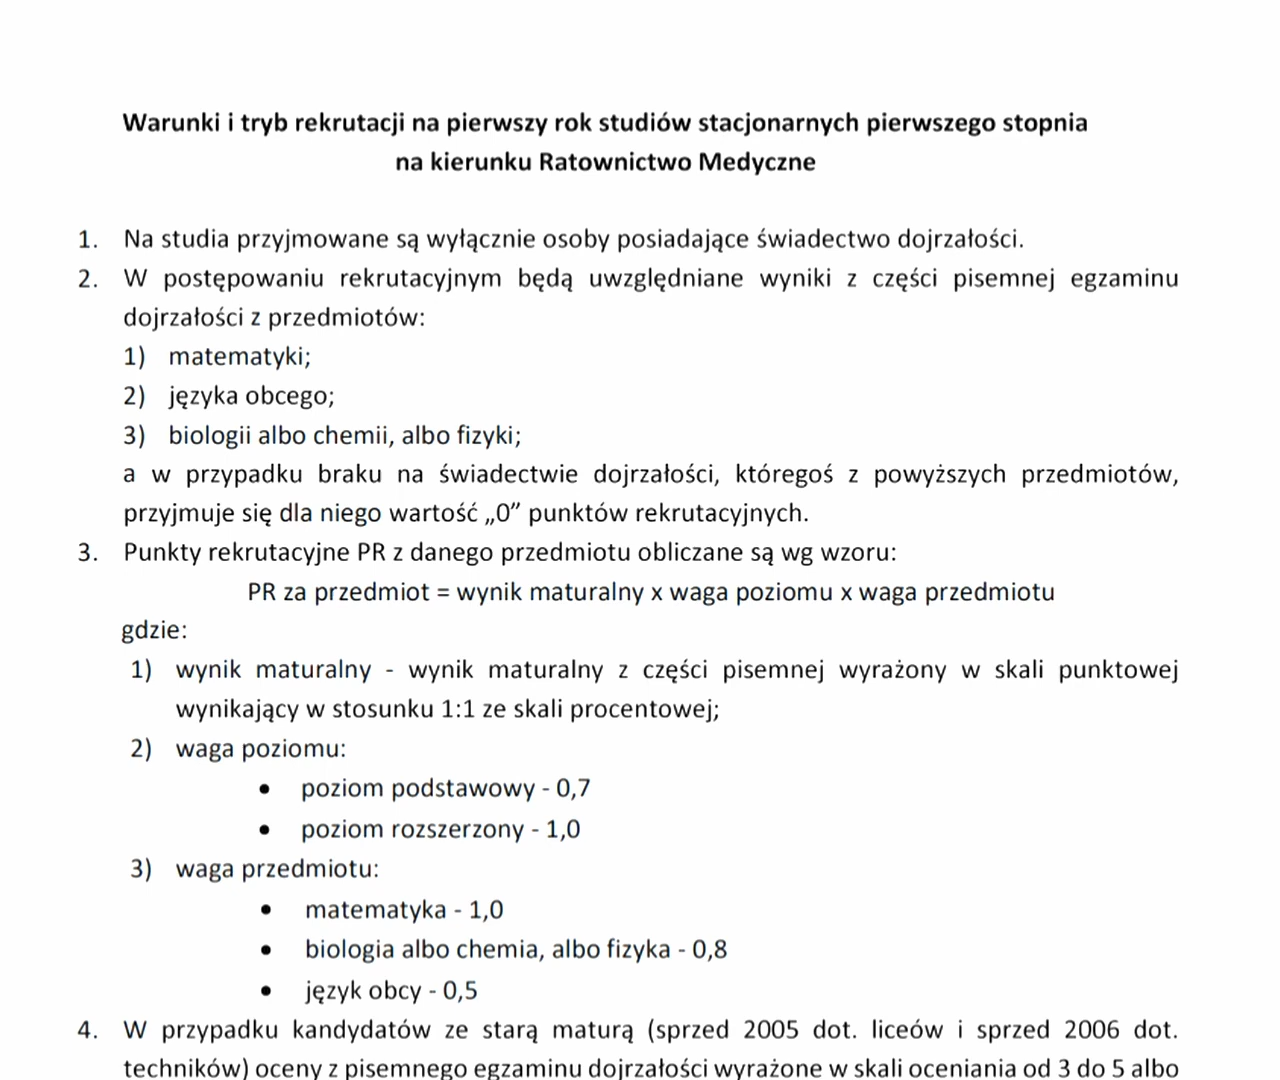 Warunki i tryb rekrutacji na pierwszy rok studiów stacjonarnych pierwszego stopnia
na kierunku Ratownictwo Medyczne
1. Na studia przyjmowane są wyłącznie osoby posiadające świadectwo dojrzałości.
2. W postępowaniu rekrutacyjnym będą uwzględniane wyniki z części pisemnej egzaminu
dojrzałości z przedmiotów:
1) matematyki;
2) języka obcego;
3) biologii albo chemii, albo fizyki;
a w przypadku braku na świadectwie dojrzałości, któregoś z powyższych przedmiotów,
przyjmuje się dla niego wartość „0” punktów rekrutacyjnych.
3. Punkty rekrutacyjne PR z danego przedmiotu obliczane są wg wzoru:
PR za przedmiot = wynik maturalny x waga poziomu x waga przedmiotu
gdzie:
1) wynik maturalny - wynik maturalny z części pisemnej wyrażony w skali punktowej
wynikający w stosunku 1:1 ze skali procentowej;
2) waga poziomu:
• poziom podstawowy - 0,7
• poziom rozszerzony - 1,0
3) waga przedmiotu:
• matematyka - 1,0
• biologia albo chemia, albo fizyka - 0,8
• język obcy - 0,5
4. W przypadku kandydatów ze starą maturą (sprzed 2005 dot. liceów i sprzed 2006 dot.
techników) oceny z pisemnego egzaminu dojrzałości wyrażone w skali oceniania od 3 do 5 albo